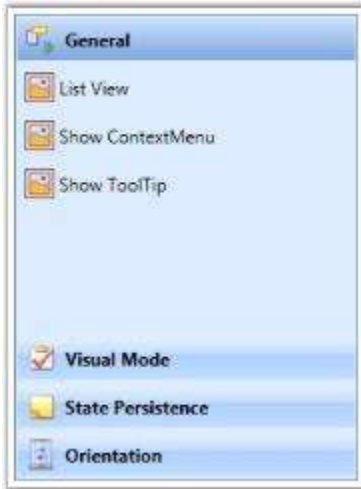 General
List View
Show ContextMenu
Show ToolTip
Visual Mode
State Persistence
Orientation